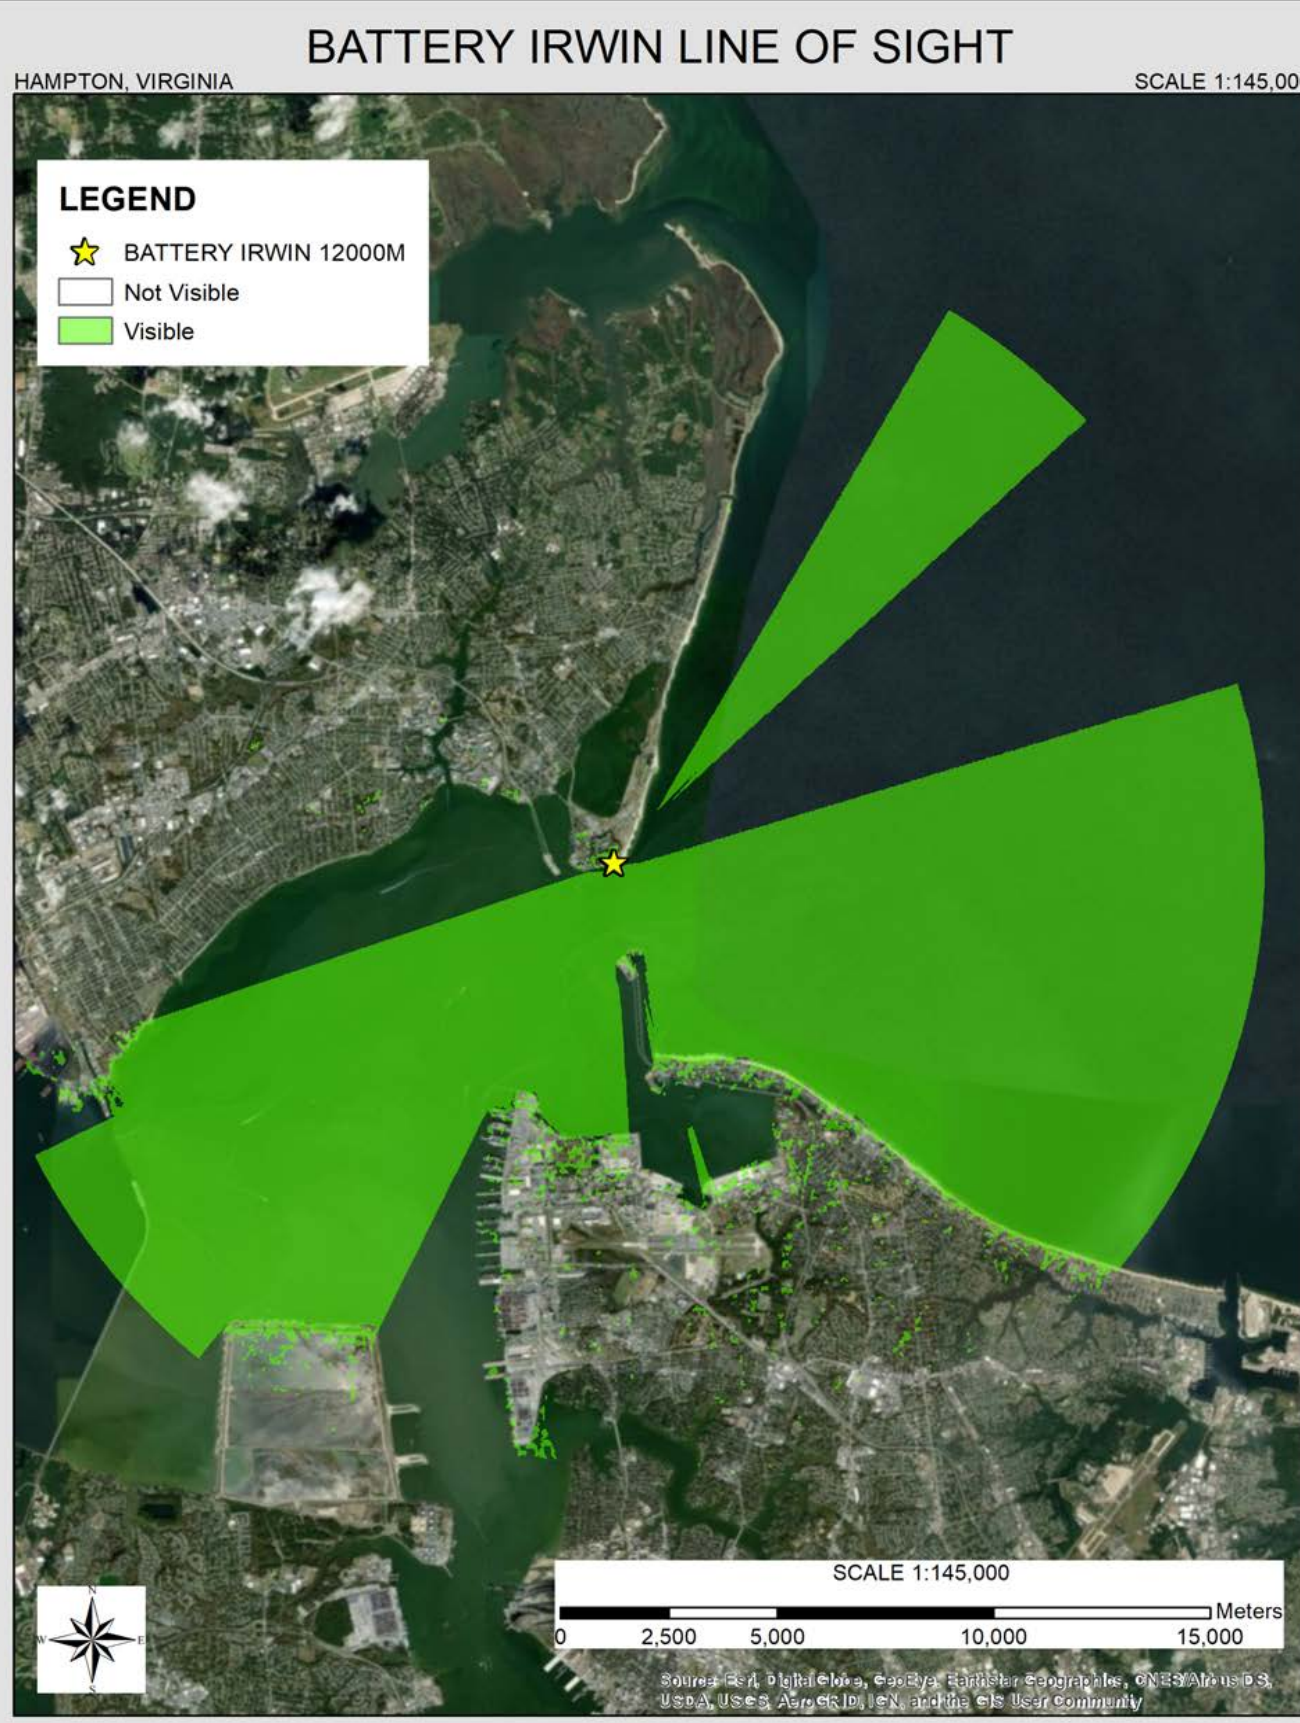 BATTERY IRWIN LINE OF SIGHT
HAMPTON, VIRGINIA
SCALE 1:145,00
LEGEND
BATTERY IRWIN 12000M
Not Visible
Visible
SCALE 1:145,000
Meters
0 2,500 5,000 10,000 15,000
N
W E
S
Source: Esri, DigitalGlobe, GeoEye, Earthstar Geographics, CNES/Airbus DS,
USDA, USGS, AeroGRID, IGN, and the GIS User Community